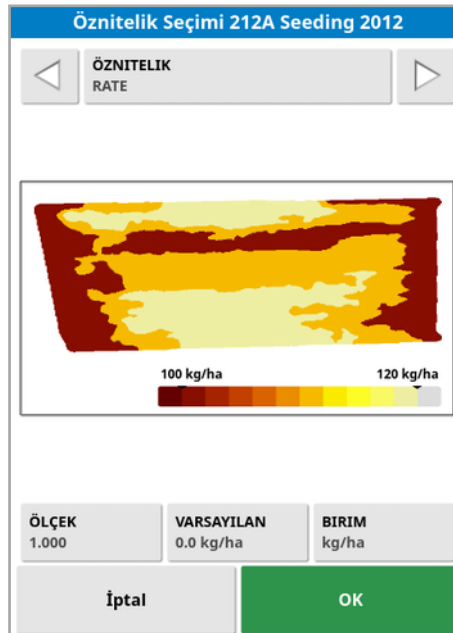 Öznitelik Seçimi 212A Seeding 2012
ÖZNITELIK
RATE
100 kg/ha 120 kg/ha
ÖLÇEK VARSAYILAN BIRIM
1.000 0.0 kg/ha kg/ha
İptal OK